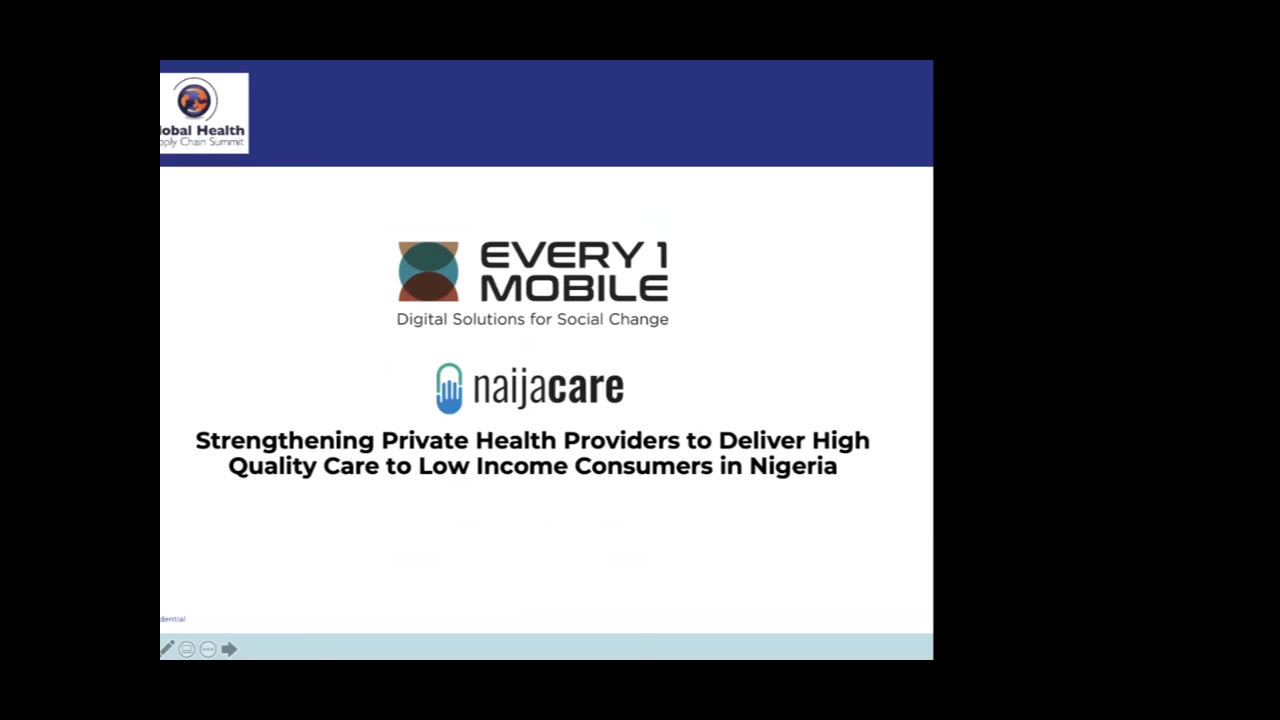 lobal Health
pply Chain Summit
EVERY 1
MOBILE
Digital Solutions for Social Change
naijacare
Strengthening Private Health Providers to Deliver High
Quality Care to Low Income Consumers in Nigeria
dential